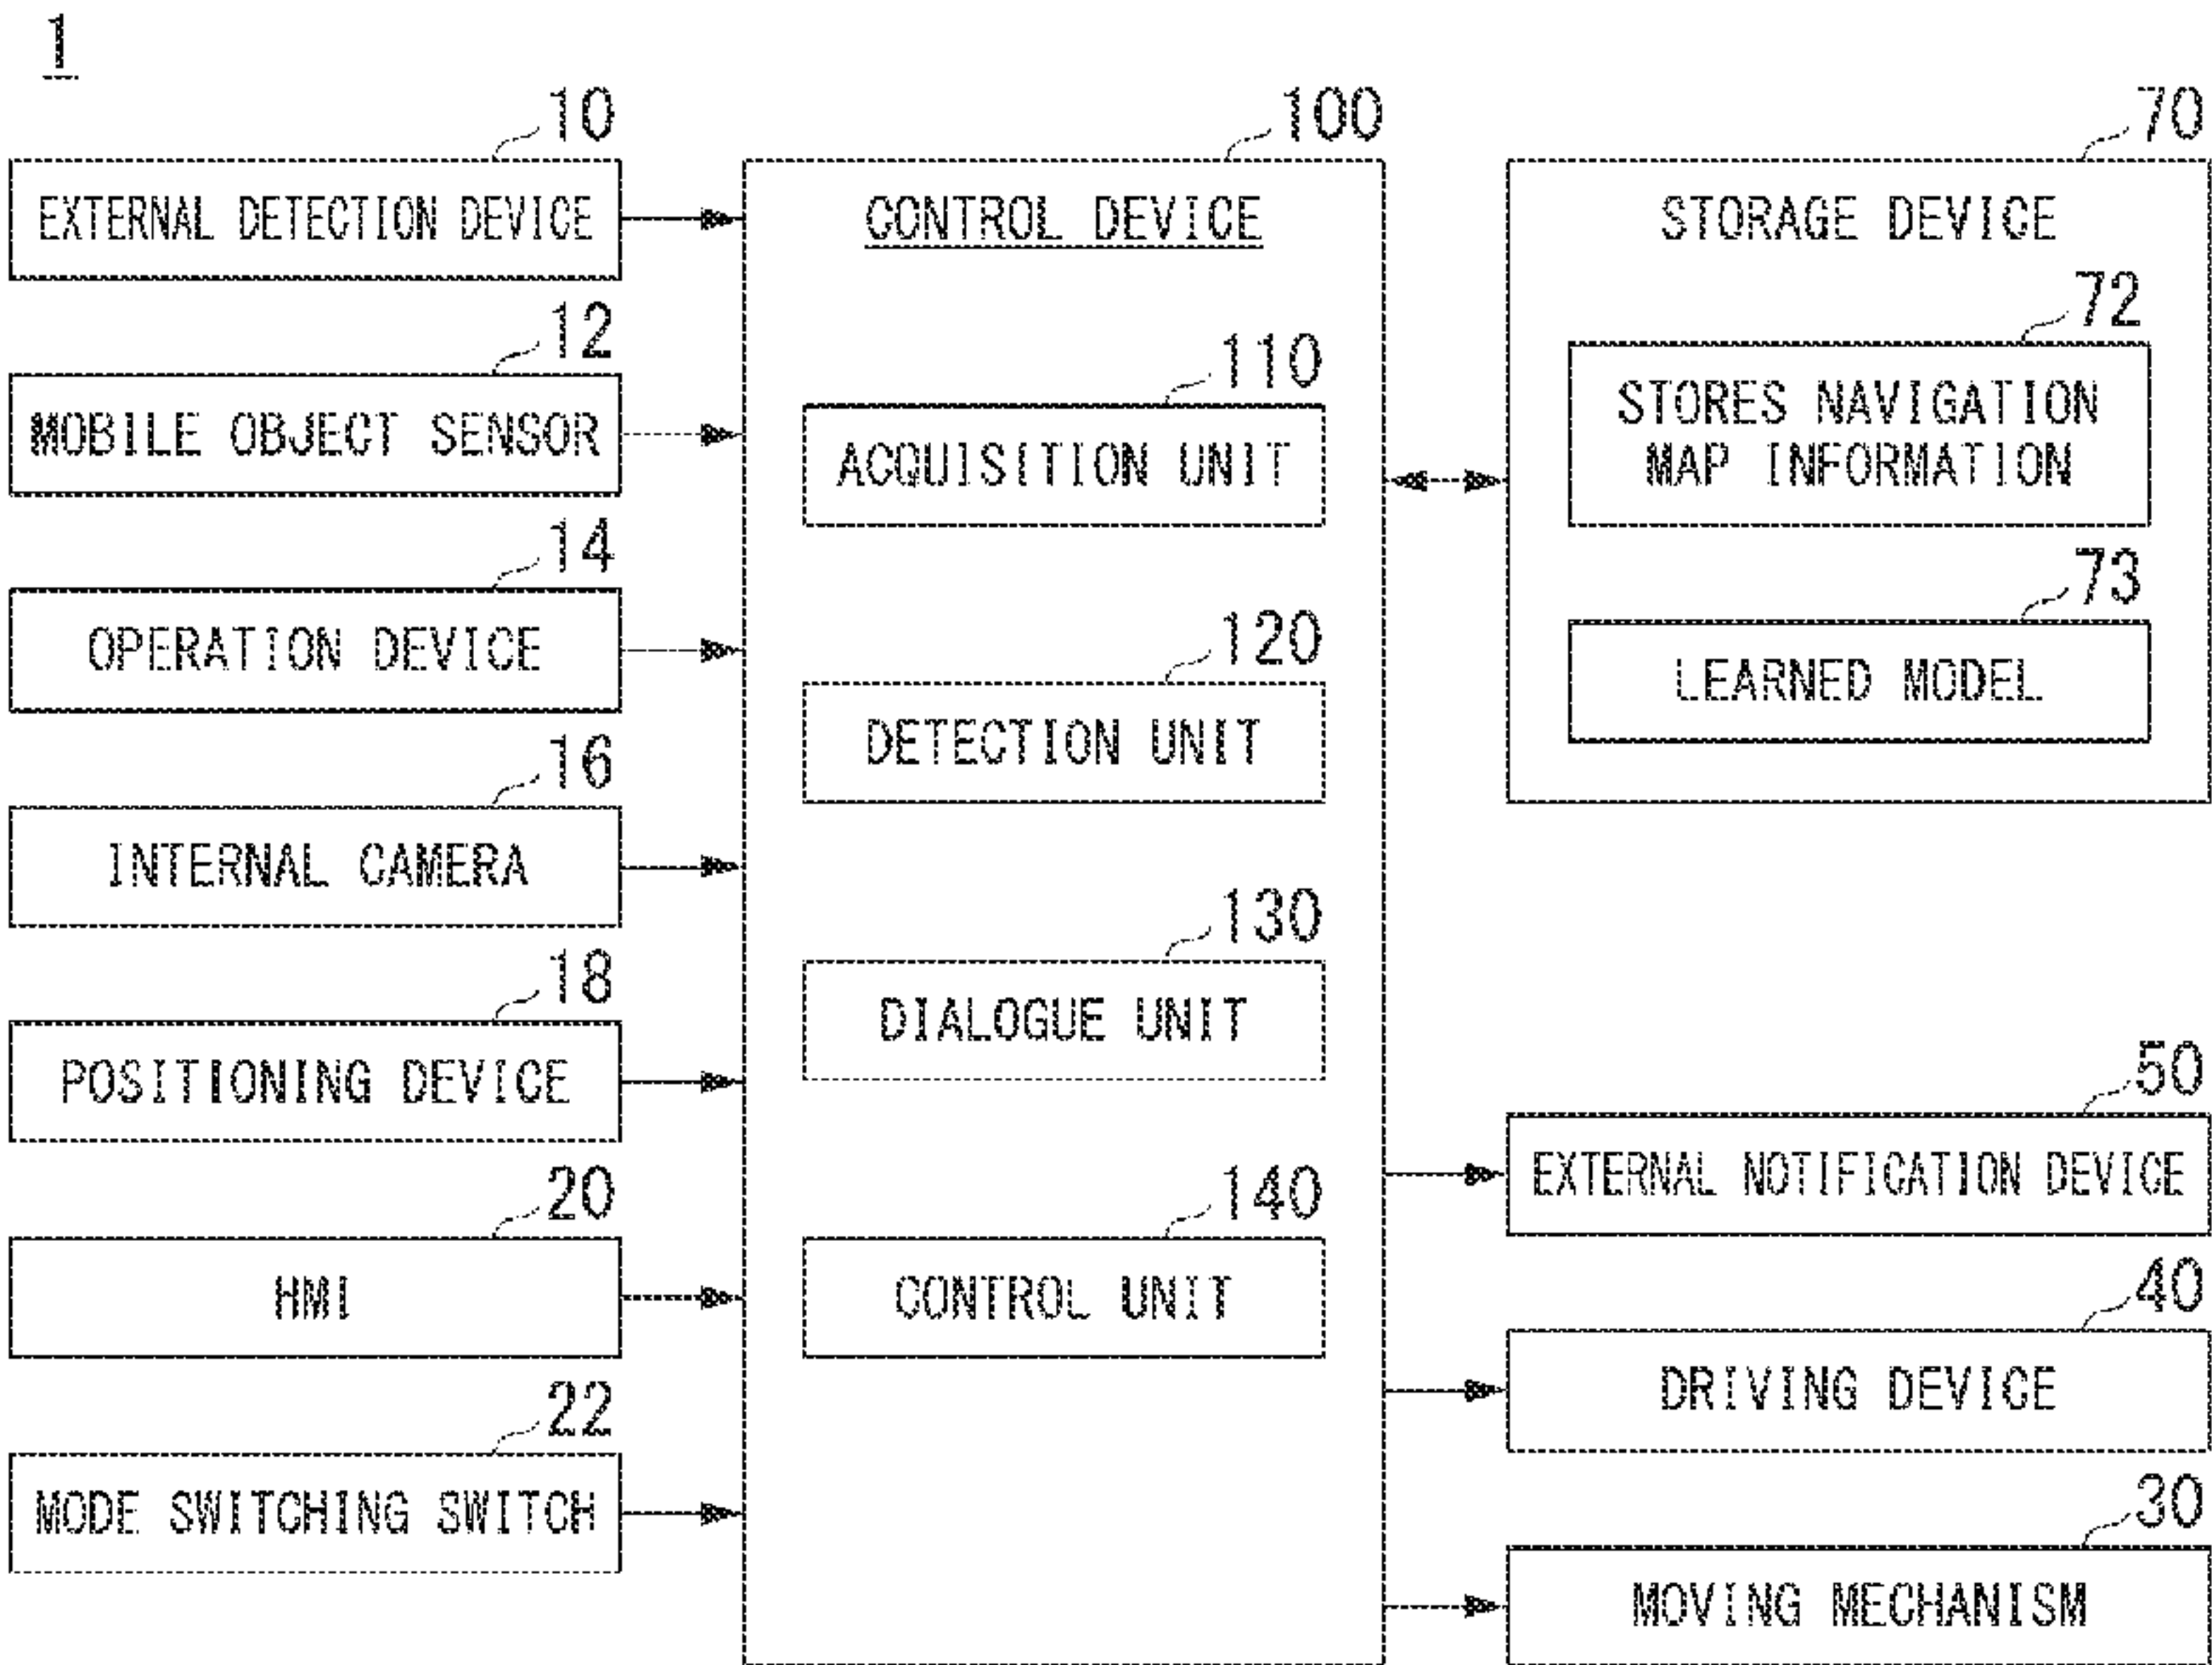 1
10
EXTERNAL DETECTION DEVICE
12
MOBILE OBJECT SENSOR
14
OPERATION DEVICE
16
INTERNAL CAMERA
18
POSITIONING DEVICE
20
HMI
22
MODE SWITCHING SWITCH
100
CONTROL DEVICE
110
ACQUISITION UNIT
120
DETECTION UNIT
130
DIALOGUE UNIT
140
CONTROL UNIT
70
STORAGE DEVICE
72
STORES NAVIGATION
MAP INFORMATION
73
LEARNED MODEL
50
EXTERNAL NOTIFICATION DEVICE
40
DRIVING DEVICE
30
MOVING MECHANISM